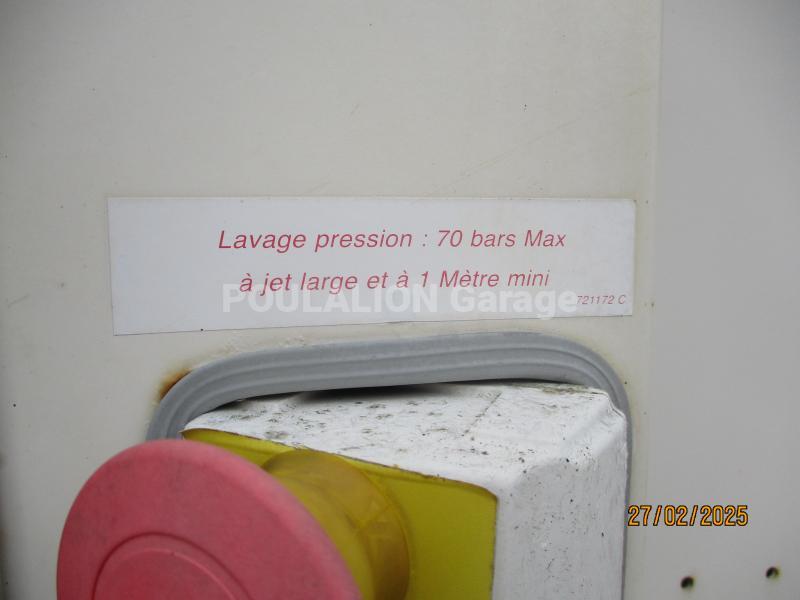 Lavage pression : 70 bars Max
à jet large et à 1 Mètre mini
POULALION Garage
721172 C
27/02/2025